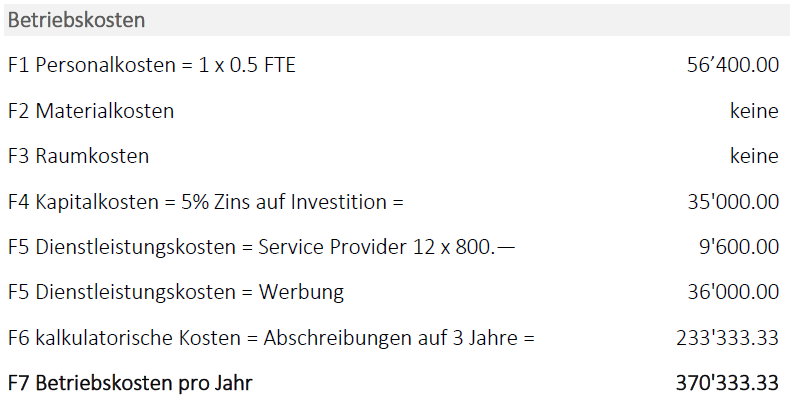 Betriebskosten
F1 Personalkosten = 1 x 0.5 FTE 56’400.00
F2 Materialkosten keine
F3 Raumkosten keine
F4 Kapitalkosten = 5% Zins auf Investition = 35'000.00
F5 Dienstleistungskosten = Service Provider 12 x 800.— 9'600.00
F5 Dienstleistungskosten = Werbung 36'000.00
F6 kalkulatorische Kosten = Abschreibungen auf 3 Jahre = 233'333.33
F7 Betriebskosten pro Jahr 370'333.33